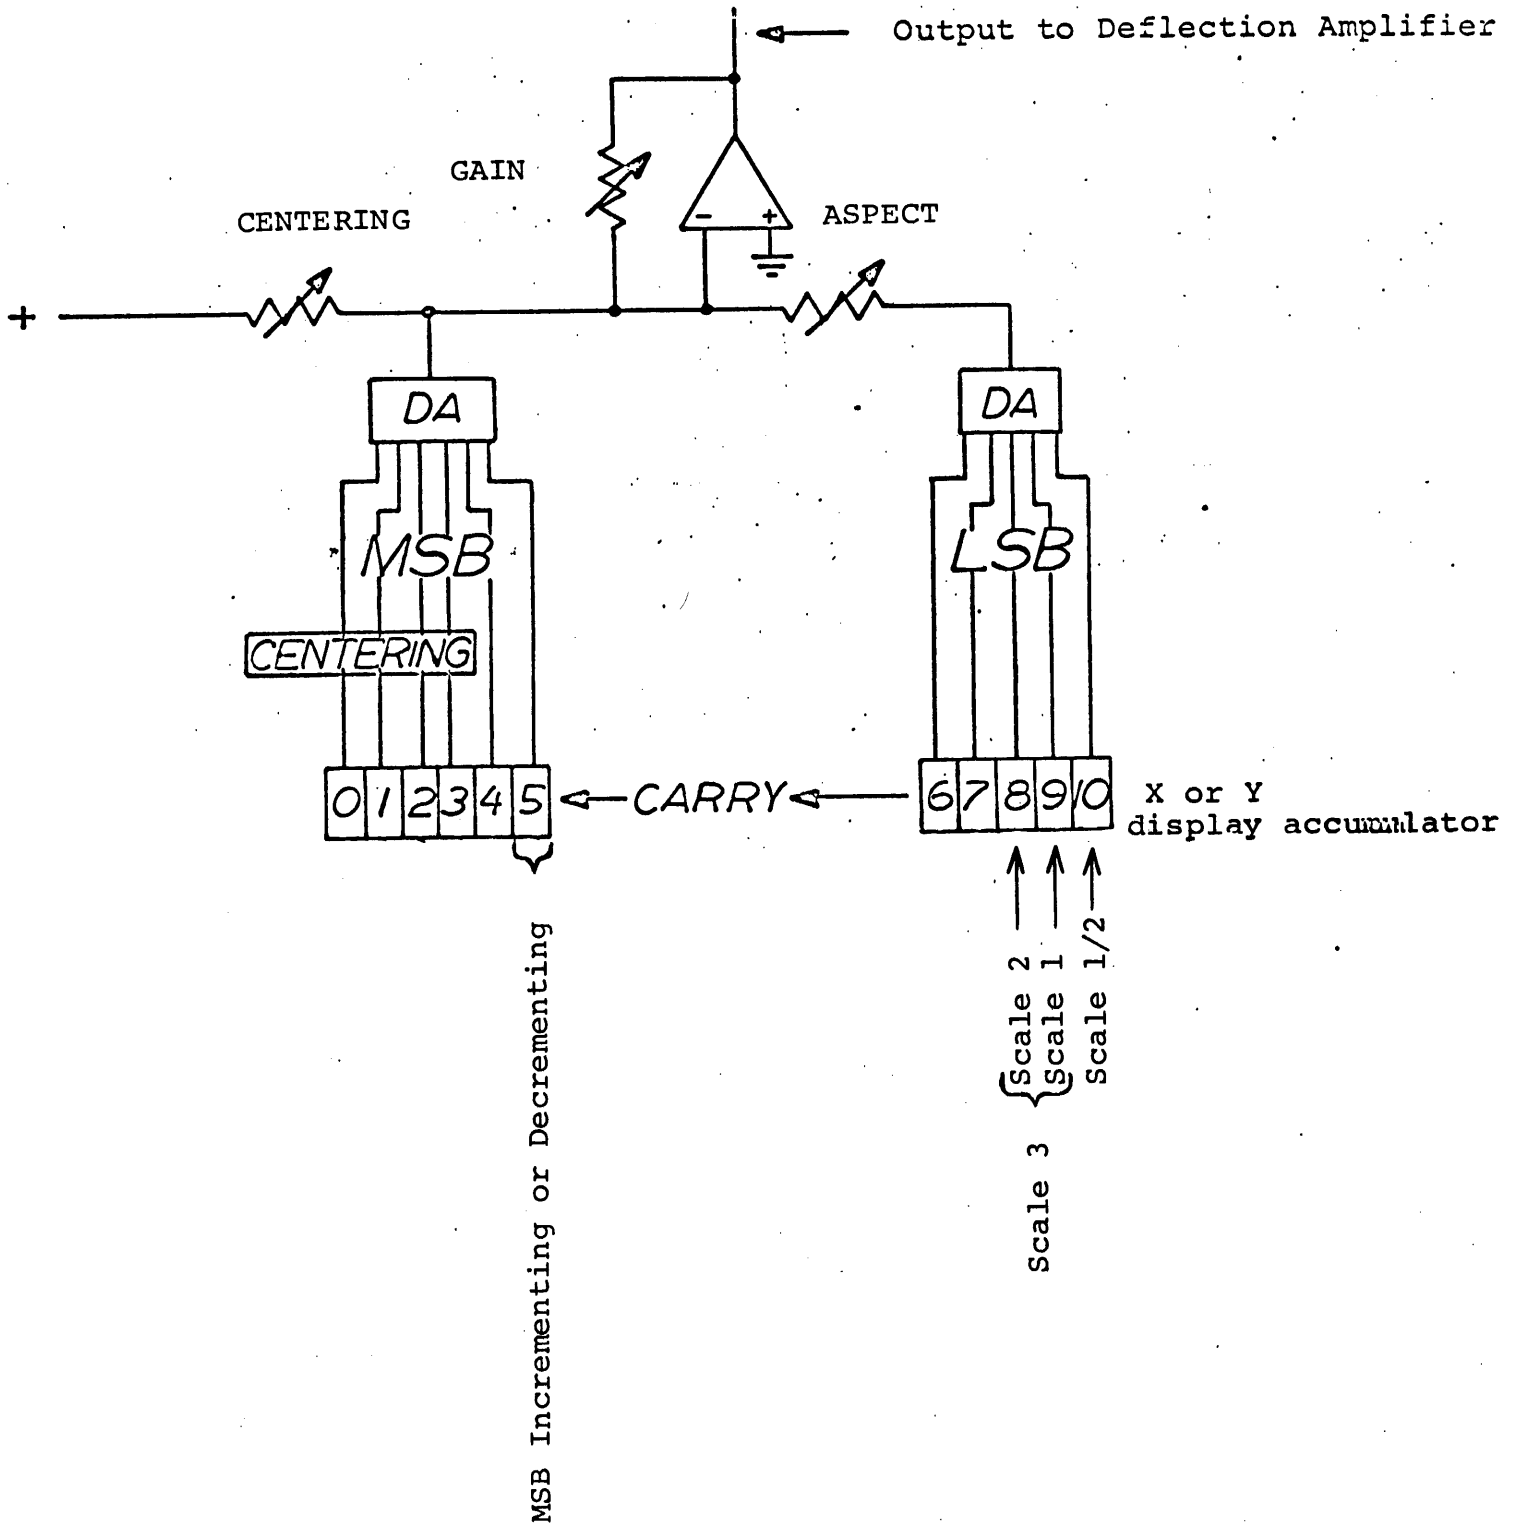 Output to Deflection Amplifier
GAIN
CENTERING
- +
ASPECT
+
DA
DA
MSB
LSB
CENTERING
0 1 2 3 4 5
CARRY
6 7 8 9 10
X or Y
display accumulator
MSB Incrementing or Decrementing
Scale 2
Scale 1
Scale 1/2
Scale 3